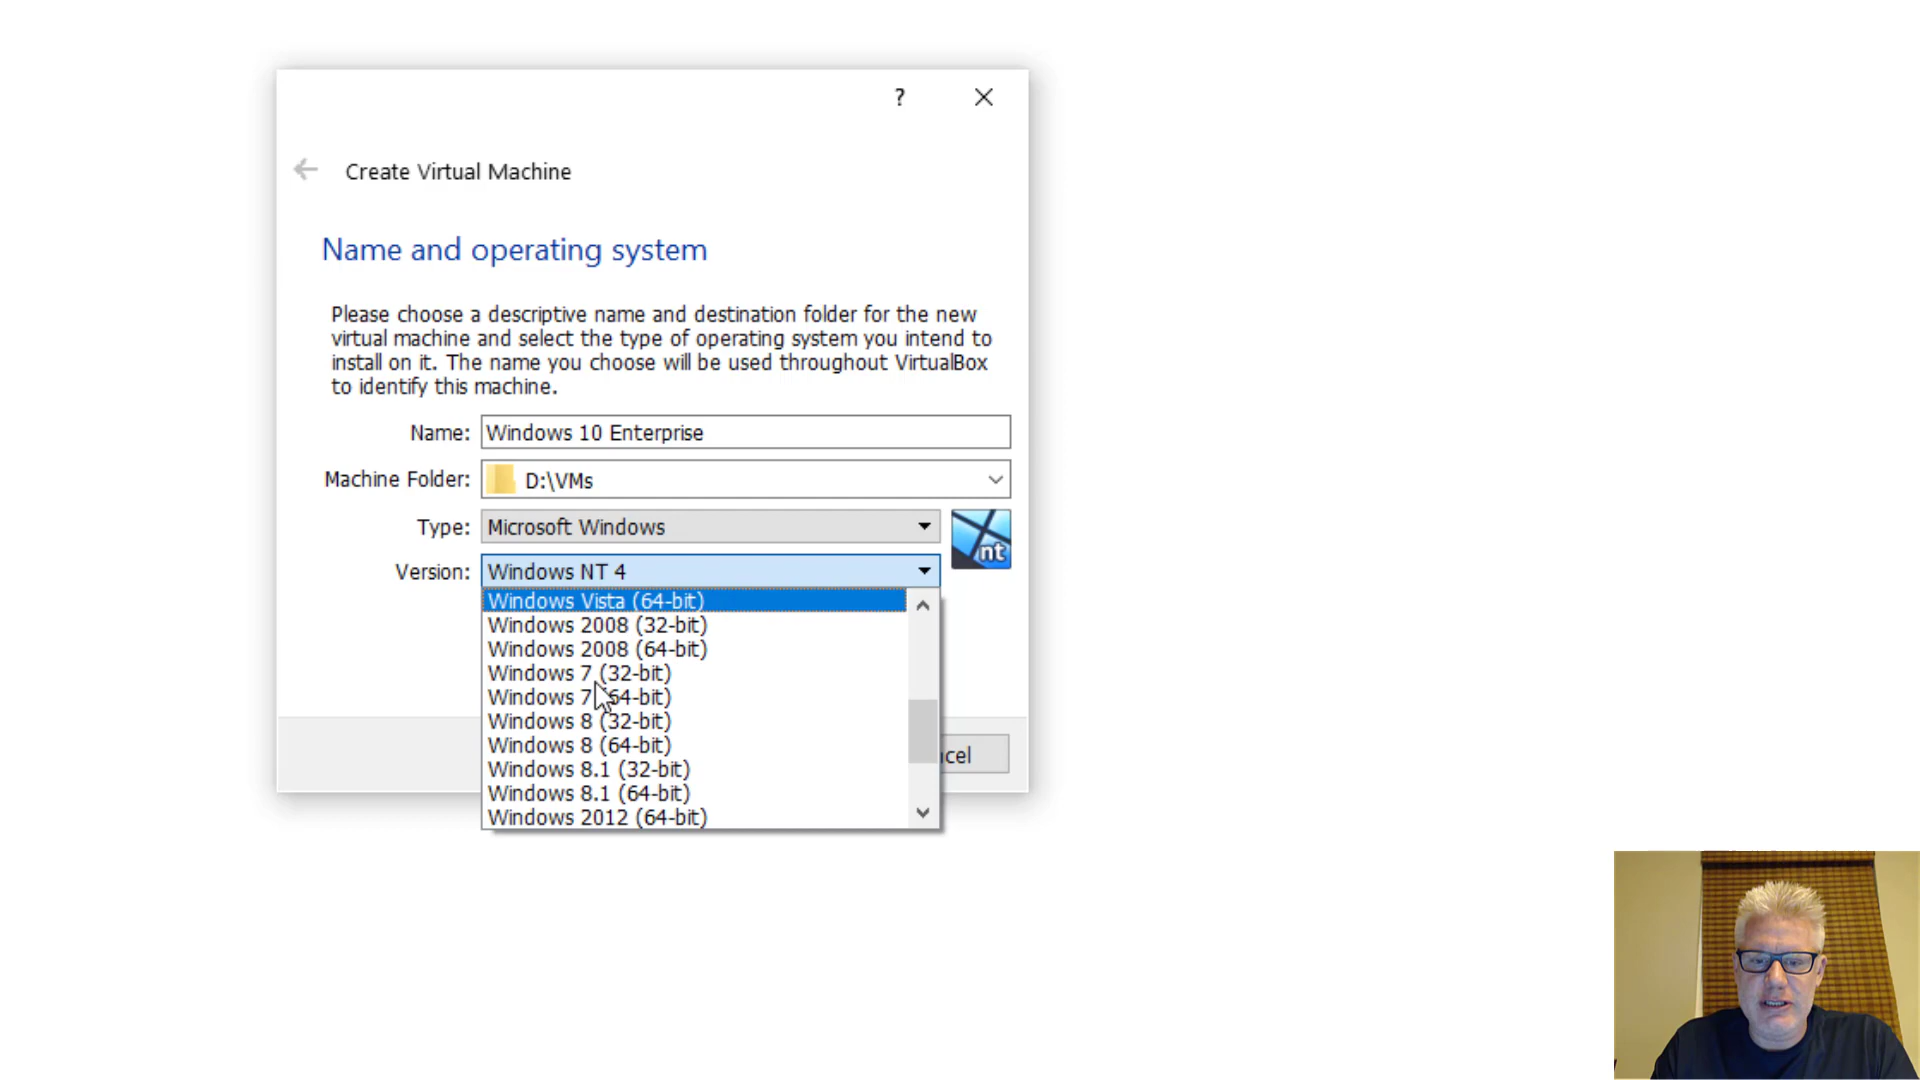 ?
Create Virtual Machine
Name and operating system
Please choose a descriptive name and destination folder for the new
virtual machine and select the type of operating system you intend to
install on it. The name you choose will be used throughout VirtualBox
to identify this machine.
Name: Windows 10 Enterprise
Machine Folder: D:\VMs
Type: Microsoft Windows
nt
Version: Windows NT 4
Windows Vista (64-bit)
Windows 2008 (32-bit)
Windows 2008 (64-bit)
Windows 7 (32-bit)
Windows 7 (64-bit)
Windows 8 (32-bit)
Windows 8 (64-bit)
ncel
Windows 8.1 (32-bit)
Windows 8.1 (64-bit)
Windows 2012 (64-bit)